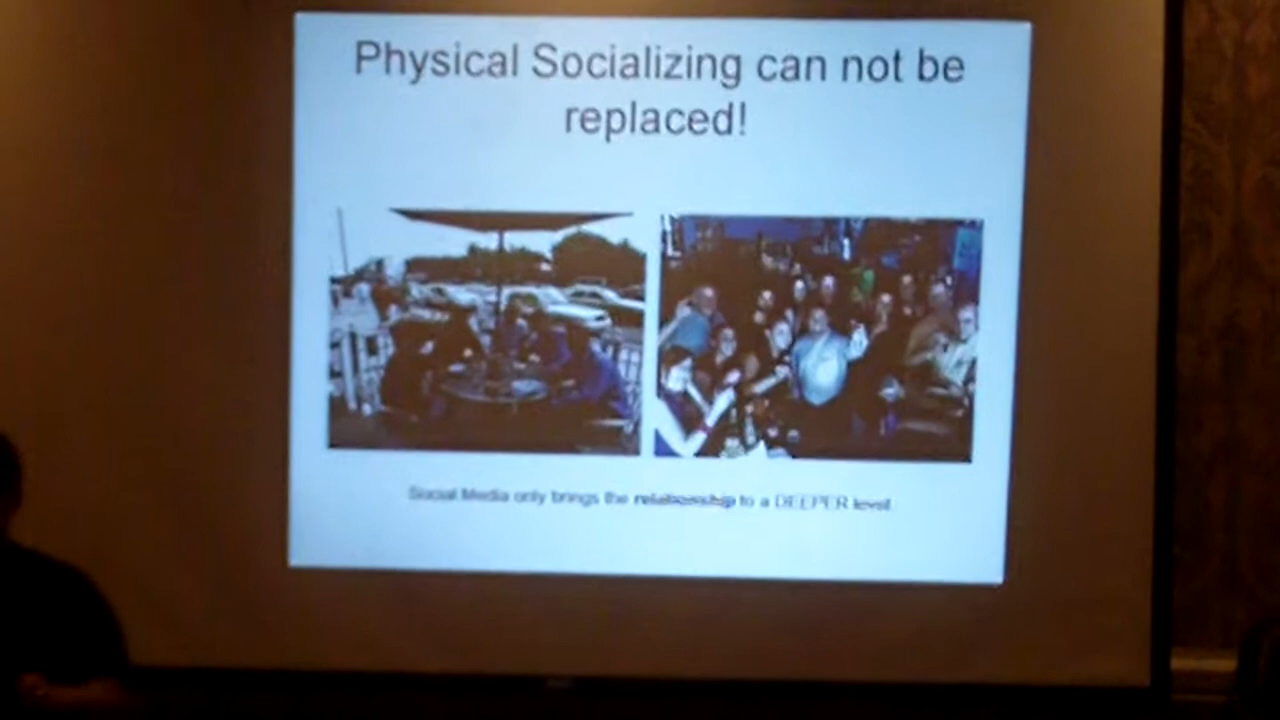 Physical Socializing can not be
replaced!
Social Media only brings the relationship to a DEEPER level